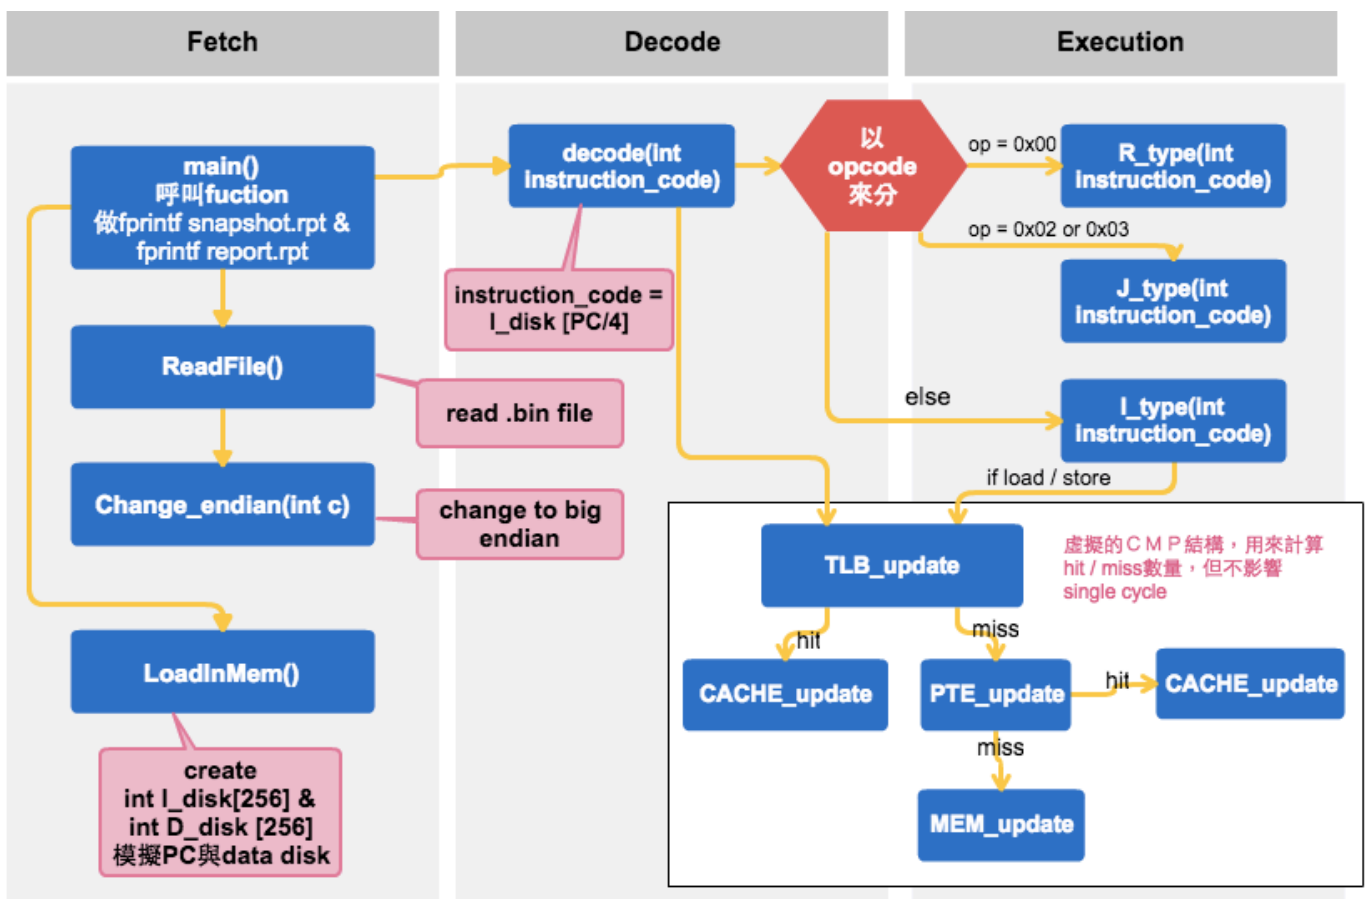 Fetch
Decode
Execution
main()
呼叫fuction
做fprintf snapshot.rpt &
fprintf report.rpt
ReadFile()
read .bin file
Change_endian(int c)
change to big
endian
LoadInMem()
create
int I_disk[256] &
int D_disk [256]
模擬PC與data disk
decode(int
instruction_code)
instruction_code =
I_disk [PC/4]
以
opcode
來分
op = 0x00
R_type(int
instruction_code)
op = 0x02 or 0x03
J_type(int
instruction_code)
else
I_type(int
instruction_code)
if load / store
TLB_update
虛擬的ＣＭＰ結構，用來計算
hit / miss數量，但不影響
single cycle
hit
miss
CACHE_update
PTE_update
hit
CACHE_update
miss
MEM_update